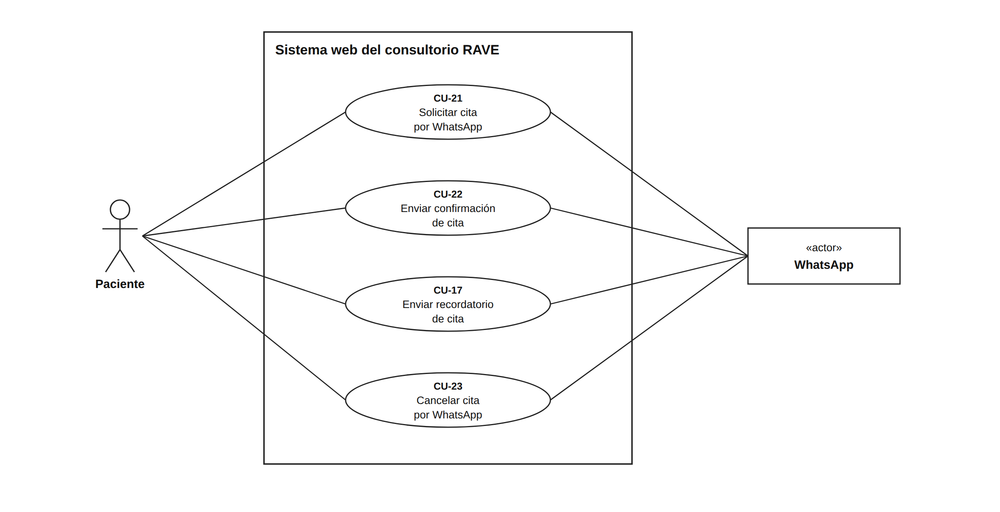 Sistema web del consultorio RAVE
CU-21
Solicitar cita
por WhatsApp
CU-22
Enviar confirmación
de cita
CU-17
Enviar recordatorio
de cita
CU-23
Cancelar cita
por WhatsApp
Paciente
«actor»
WhatsApp